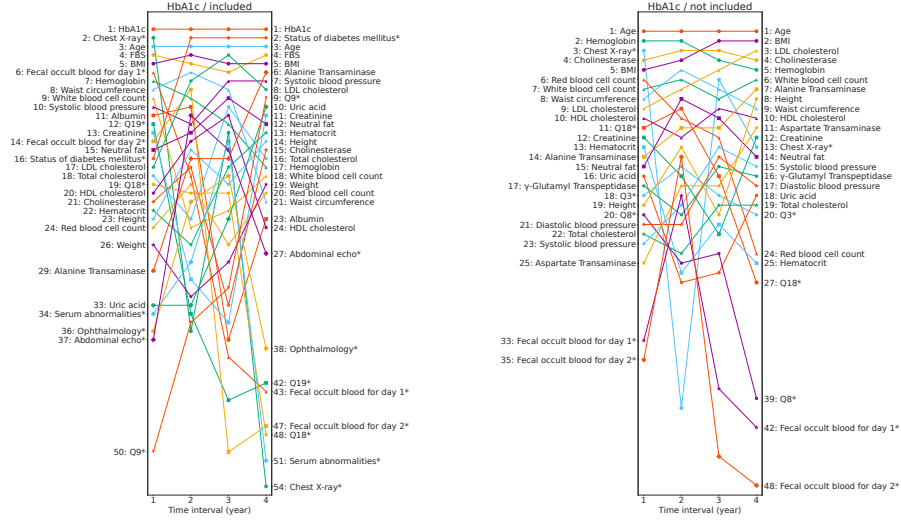 HbA1c / included
1: HbA1c
2: Chest X-ray*
3: Age
4: FBS
5: BMI
6: Fecal occult blood for day 1*
7: Hemoglobin
8: Waist circumference
9: White blood cell count
10: Systolic blood pressure
11: Albumin
12: Q19*
13: Creatinine
14: Fecal occult blood for day 2*
15: Neutral fat
16: Status of diabetes mellitus*
17: LDL cholesterol
18: Total cholesterol
19: Q18*
20: HDL cholesterol
21: Cholinesterase
22: Hematocrit
23: Height
24: Red blood cell count
26: Weight
29: Alanine Transaminase
33: Uric acid
34: Serum abnormalities*
36: Ophthalmology*
37: Abdominal echo*
50: Q9*
1: HbA1c
2: Status of diabetes mellitus*
3: Age
4: FBS
5: BMI
6: Alanine Transaminase
7: Systolic blood pressure
8: LDL cholesterol
9: Q9*
10: Uric acid
11: Creatinine
12: Neutral fat
13: Hematocrit
14: Height
15: Cholinesterase
16: Total cholesterol
17: Hemoglobin
18: White blood cell count
19: Weight
20: Red blood cell count
21: Waist circumference
23: Albumin
24: HDL cholesterol
27: Abdominal echo*
38: Ophthalmology*
42: Q19*
43: Fecal occult blood for day 1*
47: Fecal occult blood for day 2*
48: Q18*
51: Serum abnormalities*
54: Chest X-ray*
1 2 3 4
Time interval (year)
HbA1c / not included
1: Age
2: Hemoglobin
3: Chest X-ray*
4: Cholinesterase
5: BMI
6: Red blood cell count
7: White blood cell count
8: Waist circumference
9: LDL cholesterol
10: HDL cholesterol
11: Q18*
12: Creatinine
13: Hematocrit
14: Alanine Transaminase
15: Neutral fat
16: Uric acid
17: γ-Glutamyl Transpeptidase
18: Q3*
19: Height
20: Q8*
21: Diastolic blood pressure
22: Total cholesterol
23: Systolic blood pressure
25: Aspartate Transaminase
33: Fecal occult blood for day 1*
35: Fecal occult blood for day 2*
1: Age
2: BMI
3: LDL cholesterol
4: Cholinesterase
5: Hemoglobin
6: White blood cell count
7: Alanine Transaminase
8: Height
9: Waist circumference
10: HDL cholesterol
11: Aspartate Transaminase
12: Creatinine
13: Chest X-ray*
14: Neutral fat
15: Systolic blood pressure
16: γ-Glutamyl Transpeptidase
17: Diastolic blood pressure
18: Uric acid
19: Total cholesterol
20: Q3*
24: Red blood cell count
25: Hematocrit
27: Q18*
39: Q8*
42: Fecal occult blood for day 1*
48: Fecal occult blood for day 2*
1 2 3 4
Time interval (year)